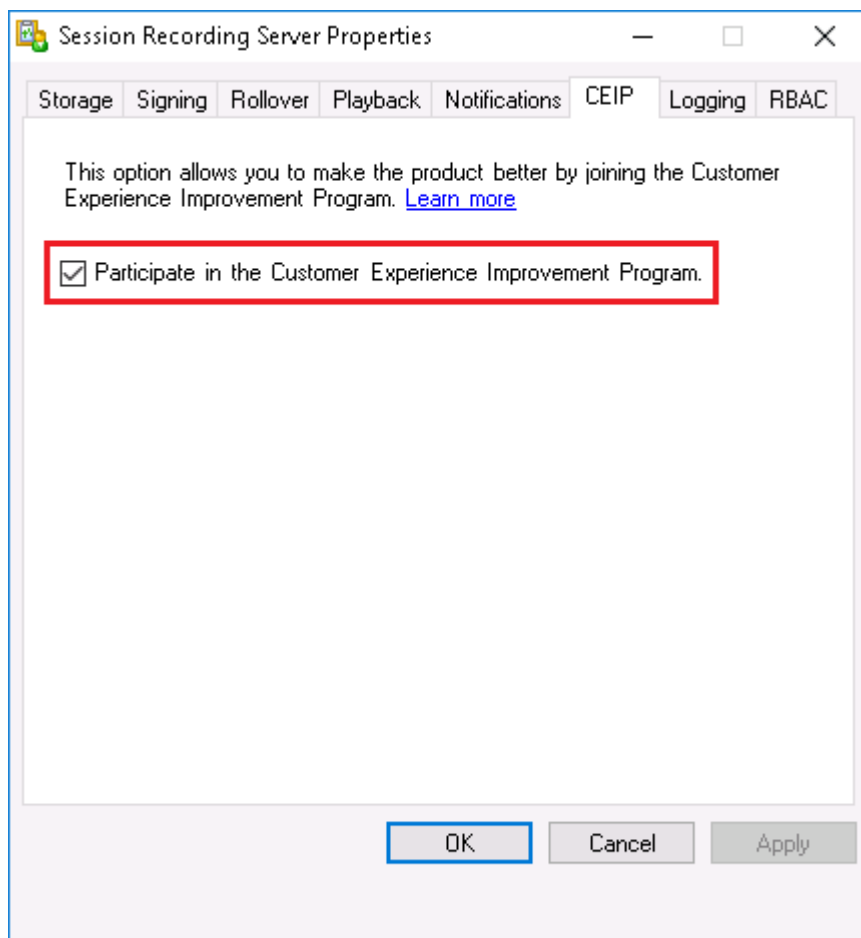 Session Recording Server Properties
Storage Signing Rollover Playback Notifications CEIP Logging RBAC
This option allows you to make the product better by joining the Customer
Experience Improvement Program. Learn more
Participate in the Customer Experience Improvement Program.
OK Cancel Apply